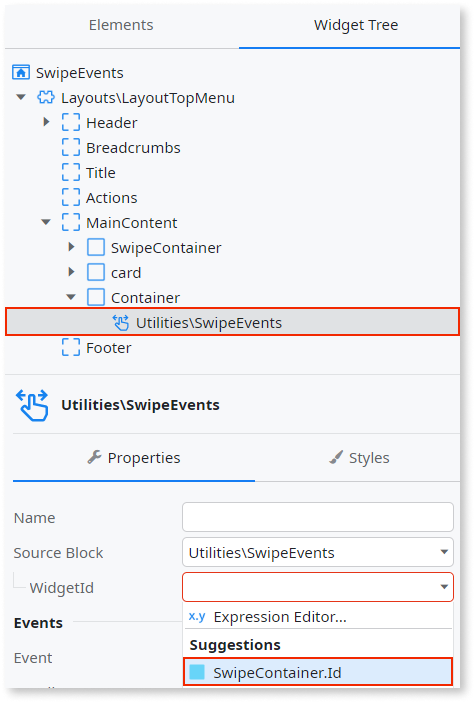 Elements Widget Tree
SwipeEvents
Layouts\LayoutTopMenu
Header
Breadcrumbs
Title
Actions
MainContent
SwipeContainer
card
Container
Utilities\SwipeEvents
Footer
Utilities\SwipeEvents
Properties Styles
Name
Source Block Utilities\SwipeEvents
WidgetId
x.y Expression Editor...
Events
Suggestions
Event
SwipeContainer.Id